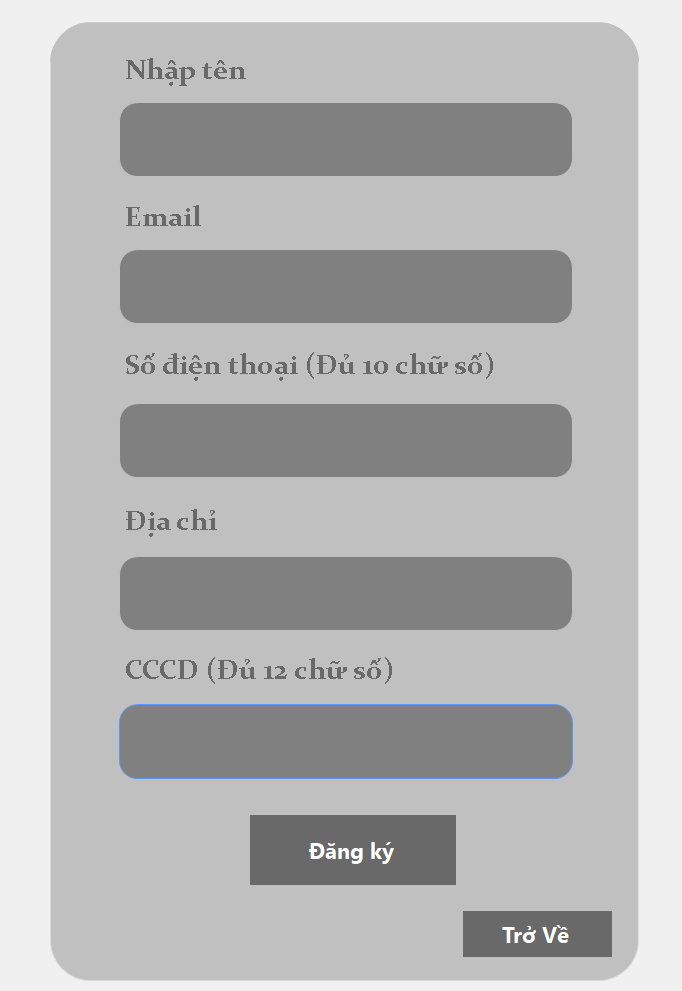 Nhập tên
Email
Số điện thoại (Đủ 10 chữ số)
Địa chỉ
CCCD (Đủ 12 chữ số)
Đăng ký
Trở Về